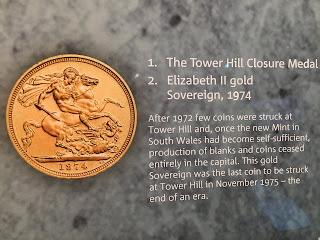 1. The Tower Hill Closure Medal
2. Elizabeth II gold
Sovereign, 1974
After 1972 few coins were struck at
Tower Hill and, once the new Mint in
South Wales had become self-sufficient,
production of blanks and coins ceased
entirely in the capital. This gold
Sovereign was the last coin to be struck
at Tower Hill in November 1975 – the
end of an era.
1974